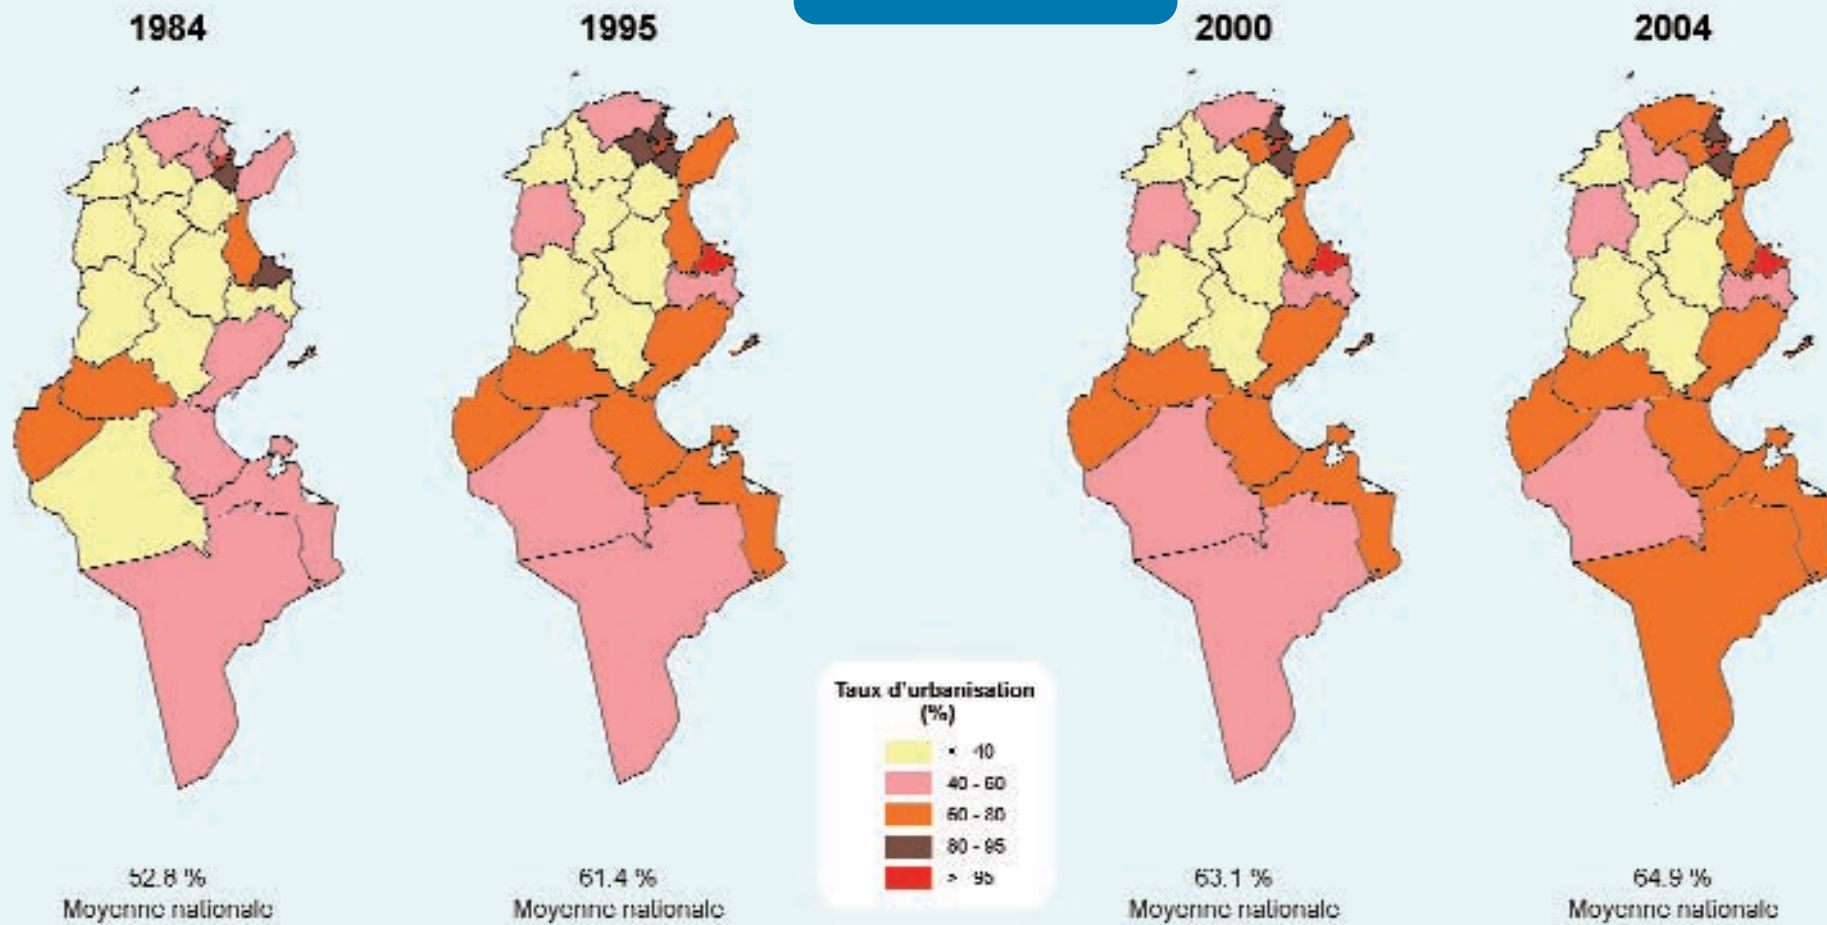 1984
1995
2000
2004
Taux d'urbanisation
(%)
< 40
40 - 60
60 - 80
80 - 95
> 95
52.8 %
Moyenne nationale
61.4 %
Moyenne nationale
63.1 %
Moyenne nationale
64.9 %
Moyenne nationale